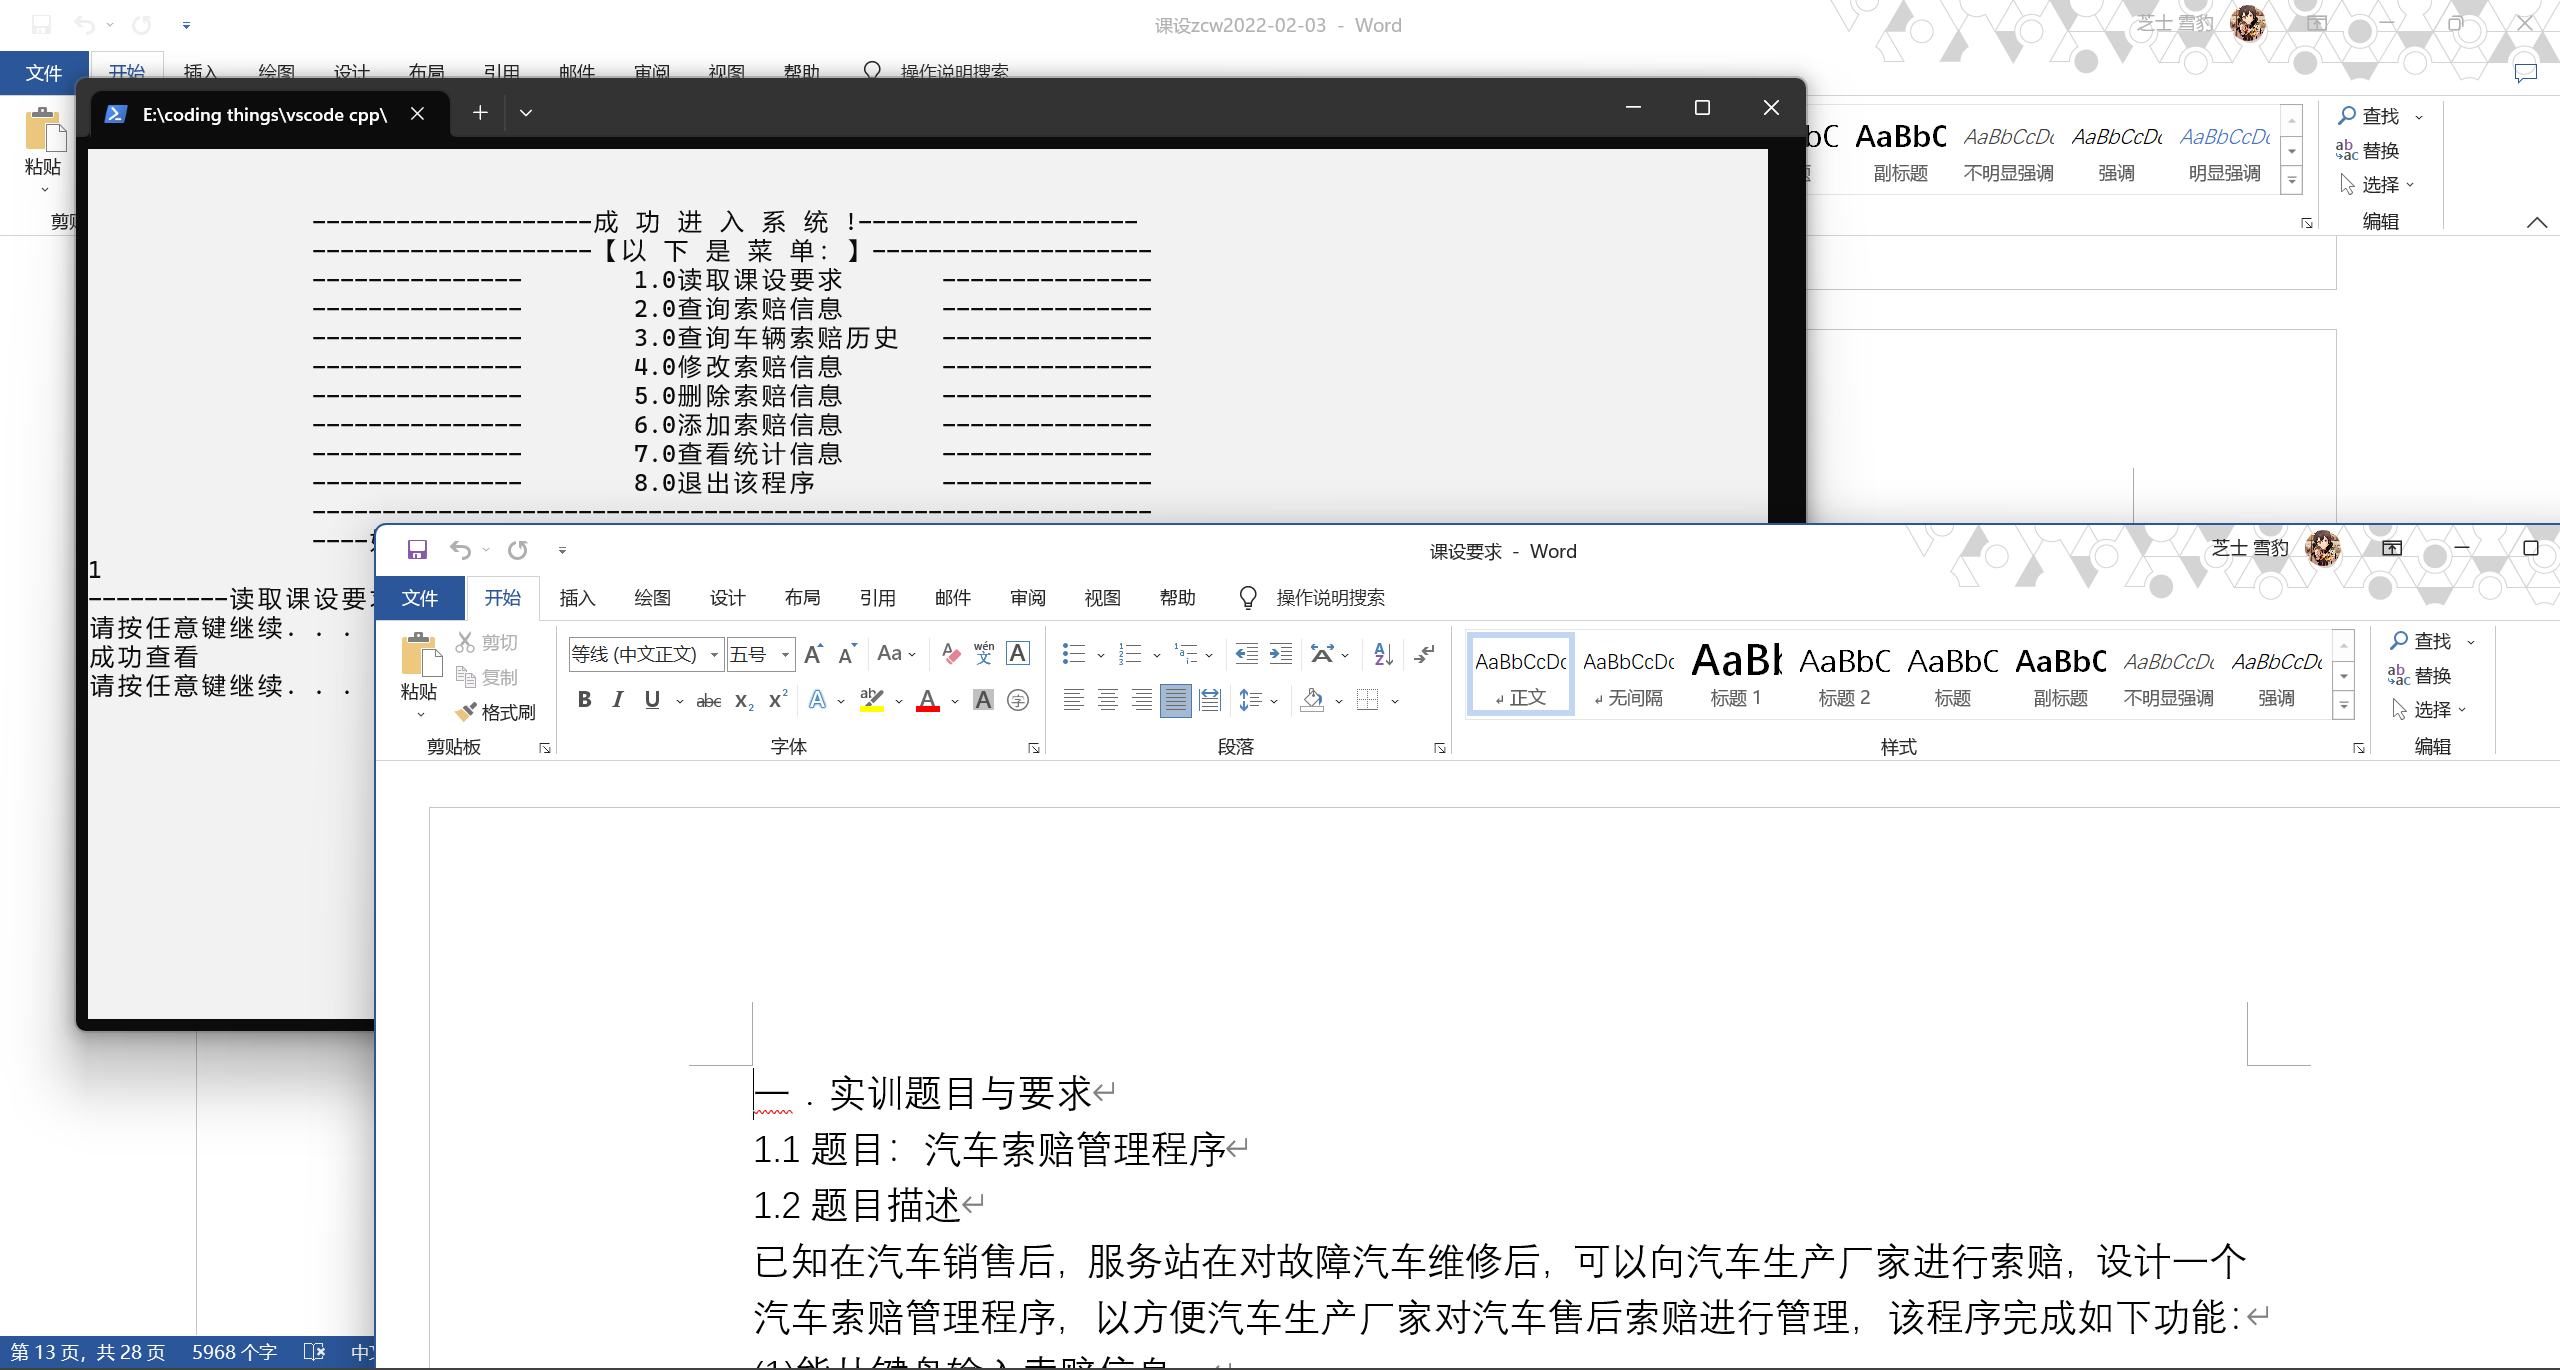 课设zcw2022-02-03 - Word
芝士 雪豹
文件 开始 插入 绘图 设计 布局 引用 邮件 审阅 视图 帮助 操作说明搜索
粘贴
E:\coding things\vscode cpp\
AaBbC AaBbCcDc AaBbCcDc AaBbCcDc
副标题 不明显强调 强调 明显强调
查找
替换
选择
编辑
--------------------成 功 进 入 系 统 !--------------------
--------------------【以 下 是 菜 单: 】--------------------
--------------- 1.0读取课设要求 ---------------
--------------- 2.0查询索赔信息 ---------------
--------------- 3.0查询车辆索赔历史 ---------------
--------------- 4.0修改索赔信息 ---------------
--------------- 5.0删除索赔信息 ---------------
--------------- 6.0添加索赔信息 ---------------
--------------- 7.0查看统计信息 ---------------
--------------- 8.0退出该程序 ---------------
------------------------------------------------------------
----
1
----------读取课设要
请按任意键继续. . .
成功查看
请按任意键继续. . .
课设要求 - Word
芝士 雪豹
文件 开始 插入 绘图 设计 布局 引用 邮件 审阅 视图 帮助 操作说明搜索
粘贴
剪切
复制
格式刷
剪贴板
等线 (中文正文) 五号
字体
段落
AaBbCcDc AaBbCcDc AaBl AaBbC AaBbC AaBbC AaBbCcDc AaBbCcDc
正文 无间隔 标题 1 标题 2 标题 副标题 不明显强调 强调
样式
查找
替换
选择
编辑
一．实训题目与要求
1.1 题目：汽车索赔管理程序
1.2 题目描述
已知在汽车销售后，服务站在对故障汽车维修后，可以向汽车生产厂家进行索赔，设计一个
汽车索赔管理程序，以方便汽车生产厂家对汽车售后索赔进行管理，该程序完成如下功能：
(1)能从键盘输入索赔信息
第 13 页，共 28 页 5968 个字